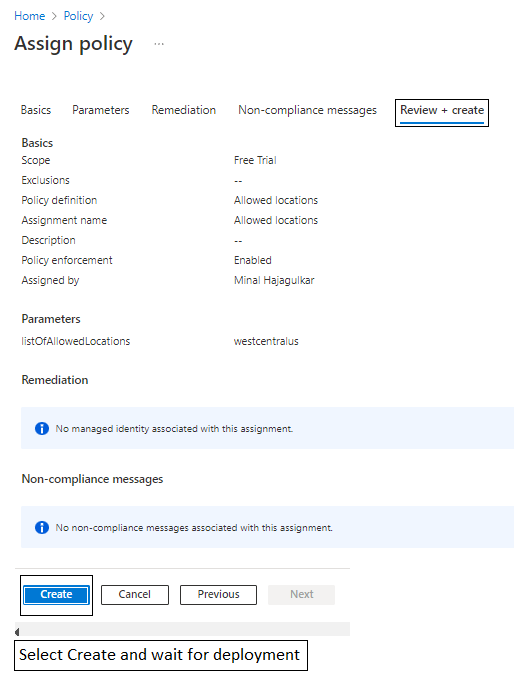 Home > Policy >
Assign policy ...
Basics Parameters Remediation Non-compliance messages Review + create
Basics
Scope Free Trial
Exclusions --
Policy definition Allowed locations
Assignment name Allowed locations
Description --
Policy enforcement Enabled
Assigned by Minal Hajagulkar
Parameters
listOfAllowedLocations westcentralus
Remediation
No managed identity associated with this assignment.
Non-compliance messages
No non-compliance messages associated with this assignment.
Create Cancel Previous Next
Select Create and wait for deployment